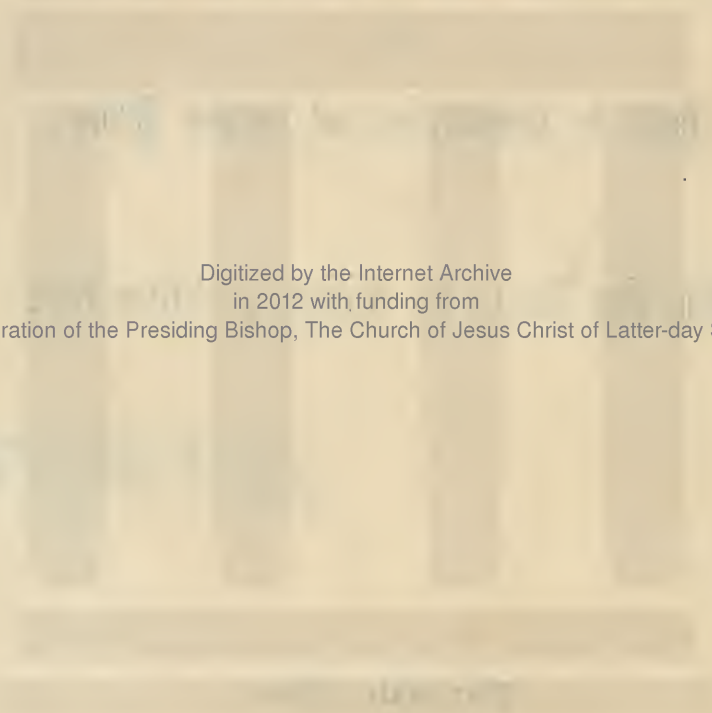 Digitized by the Internet Archive
in 2012 with funding from
ration of the Presiding Bishop, The Church of Jesus Christ of Latter-day